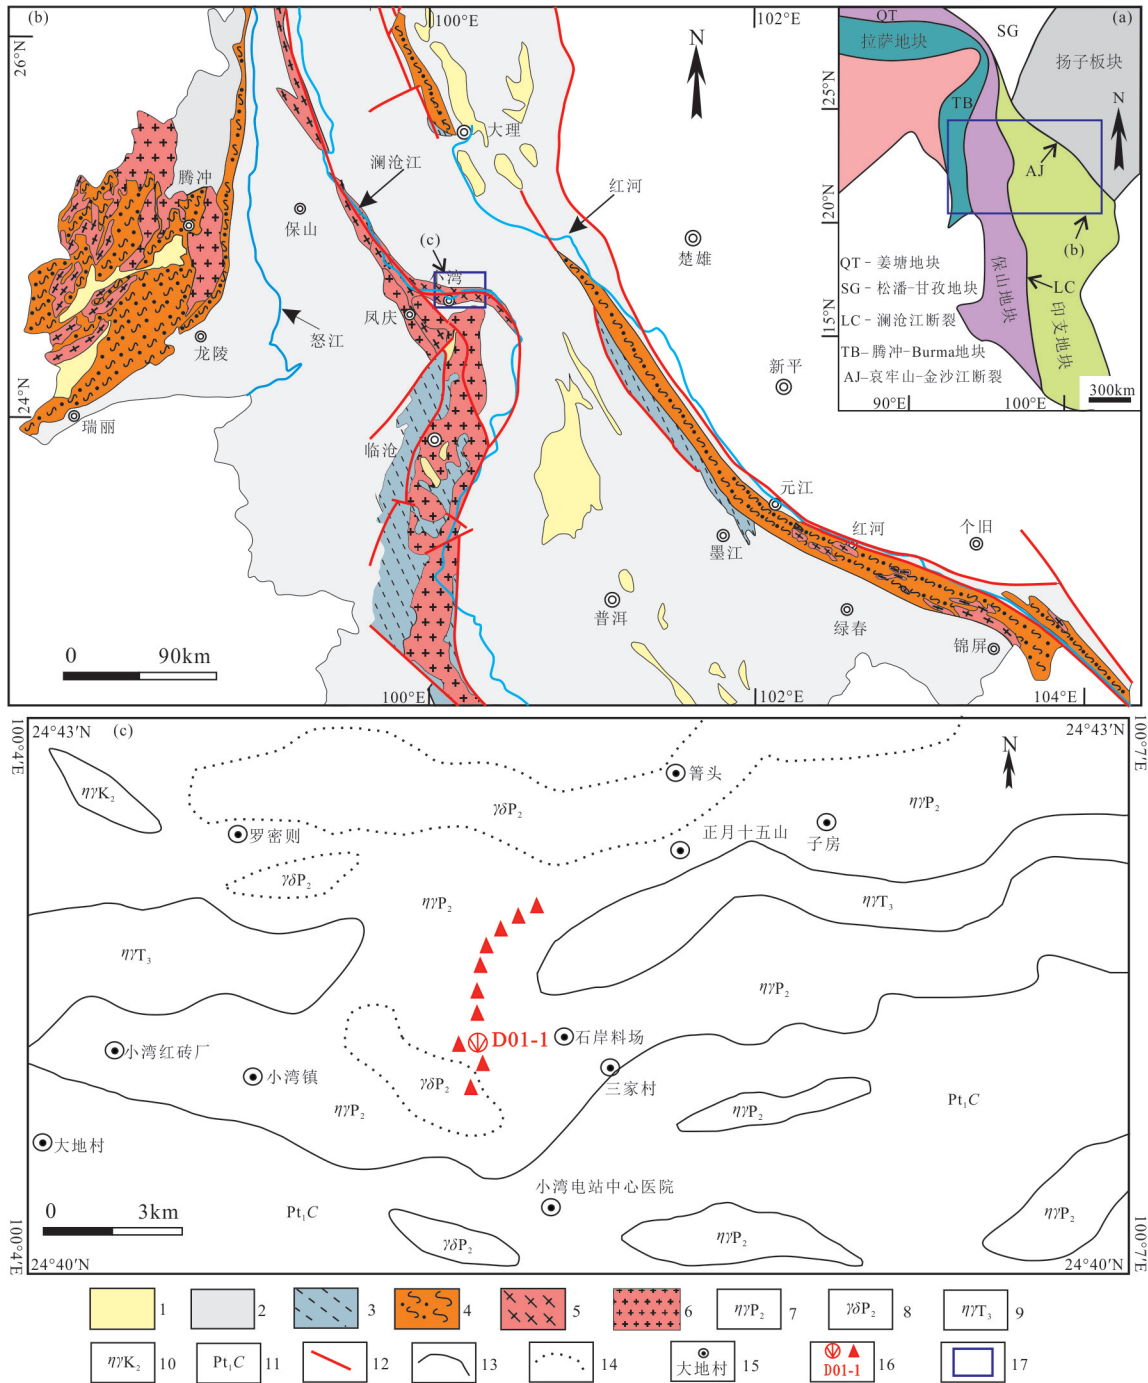 (b)
100°E
102°E
26°N
N
大理
澜沧江
红河
腾冲
保山
(c)
小湾
楚雄
凤庆
龙陵
怒江
新平
24°N
瑞丽
临沧
元江
红河
个旧
墨江
普洱
绿春
锦屏
0 90km
100°E
102°E
104°E
(a)
QT
SG
拉萨地块
扬子板块
25°N
TB
N
AJ
20°N
(b)
QT - 姜塘地块
SG - 松潘-甘孜地块
保山地块
LC
LC - 澜沧江断裂
印支地块
15°N
TB- 腾冲-Burma地块
AJ-哀牢山-金沙江断裂
90°E
100°E
300km
(c)
24°43′N
24°43′N
100°4′E
100°7′E
N
箐头
ηγK₂
γδP₂
ηγP₂
罗密则
正月十五山
子房
γδP₂
ηγP₂
ηγT₃
ηγT₃
ηγP₂
D01-1
石岸料场
小湾红砖厂
小湾镇
γδP₂
三家村
ηγP₂
ηγP₂
Pt₁C
大地村
小湾电站中心医院
0 3km
Pt₁C
γδP₂
ηγP₂
ηγP₂
100°4′E
100°7′E
24°40′N
24°40′N
1
2
3
4
5
6
ηγP₂ 7
γδP₂ 8
ηγT₃ 9
ηγK₂ 10
Pt₁C 11
12
13
14
大地村 15
D01-1 16
17